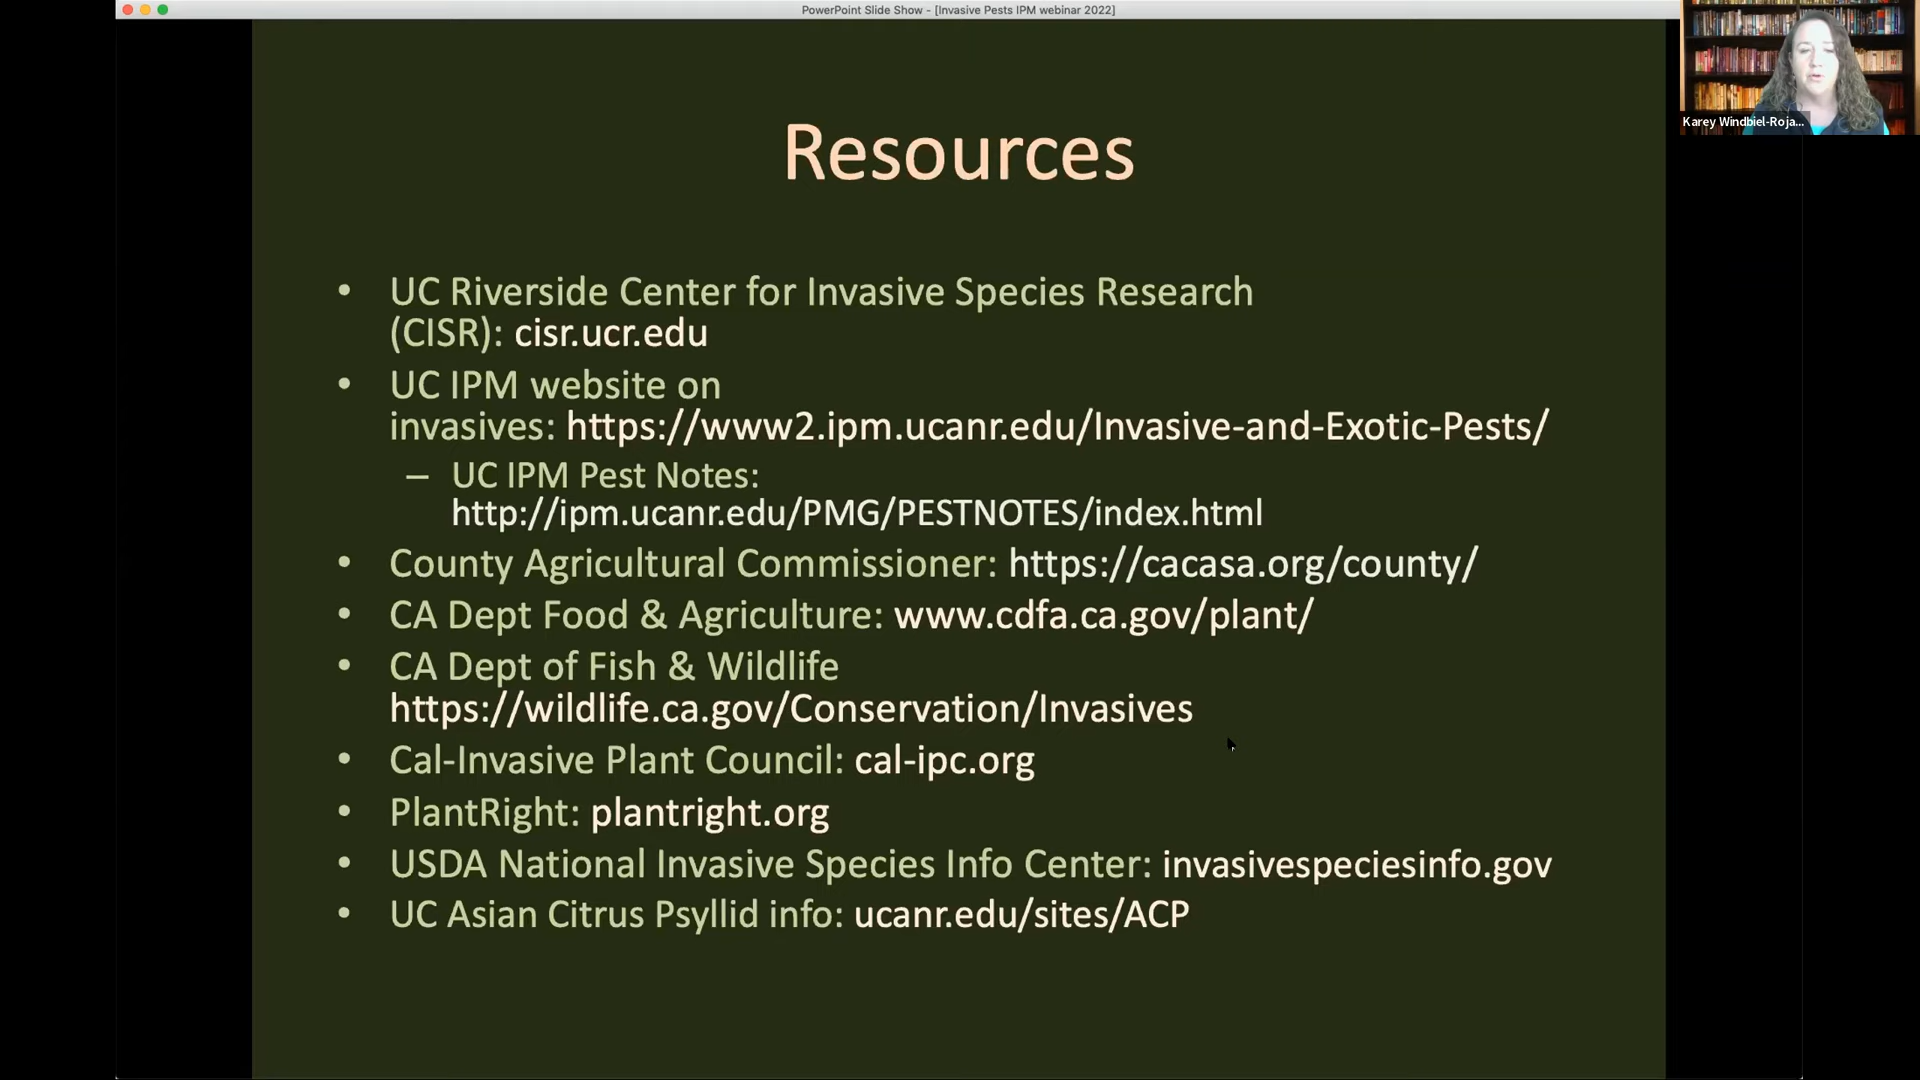 PowerPoint Slide Show - [Invasive Pests IPM webinar 2022]
Karey Windbiel-Roja...
Resources
• UC Riverside Center for Invasive Species Research
(CISR): cisr.ucr.edu
• UC IPM website on
invasives: https://www2.ipm.ucanr.edu/Invasive-and-Exotic-Pests/
– UC IPM Pest Notes:
http://ipm.ucanr.edu/PMG/PESTNOTES/index.html
• County Agricultural Commissioner: https://cacasa.org/county/
• CA Dept Food & Agriculture: www.cdfa.ca.gov/plant/
• CA Dept of Fish & Wildlife
https://wildlife.ca.gov/Conservation/Invasives
• Cal-Invasive Plant Council: cal-ipc.org
• PlantRight: plantright.org
• USDA National Invasive Species Info Center: invasivespeciesinfo.gov
• UC Asian Citrus Psyllid info: ucanr.edu/sites/ACP